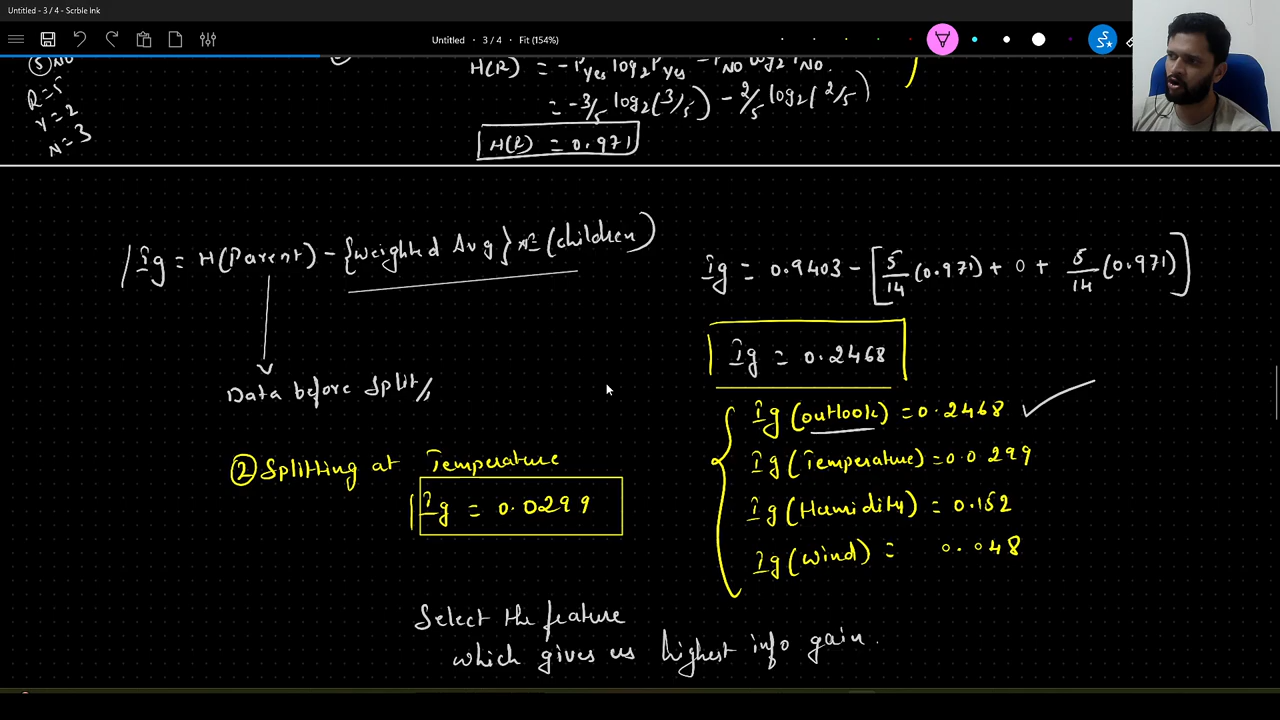 Untitled - 3 / 4 - Scrble Ink
Untitled • 3 / 4 • Fit (154%)
⑤ NO
R=5
Y=2
N=3
H(R) = -Pyes log2 Pyes - PNO log2 PNO.
= -3/5 log2(3/5) - 2/5 log2(2/5)
H(R) = 0.971
Ig = H(Parent) - {Weighted Avg} * E(children)
Data before split
Ig = 0.9403 - [5/14 (0.971) + 0 + 5/14 (0.971)]
Ig = 0.2468
Ig(outlook) = 0.2468 ✓
Ig(Temperature) = 0.0299
Ig(Humidity) = 0.152
Ig(wind) = 0.048
② Splitting at Temperature
Ig = 0.0299
Select the feature
which gives us highest info gain.